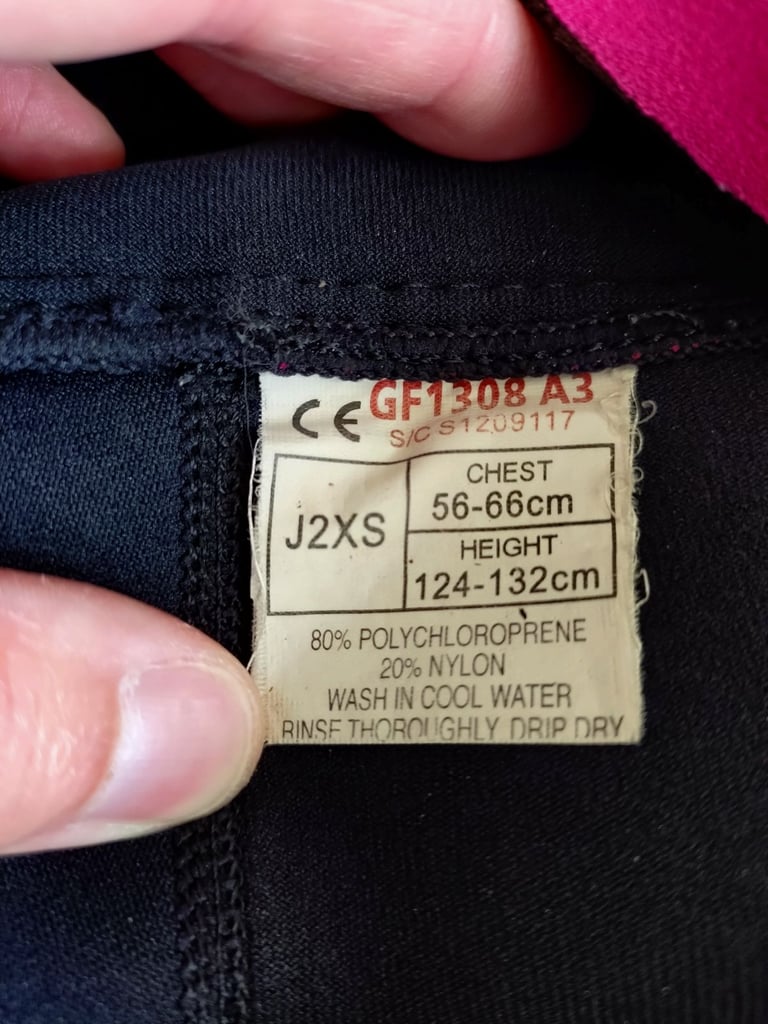 CE GF1308 A3
S/C S1209117
J2XS
CHEST
56-66cm
HEIGHT
124-132cm
80% POLYCHLOROPRENE
20% NYLON
WASH IN COOL WATER
RINSE THOROUGHLY DRIP DRY